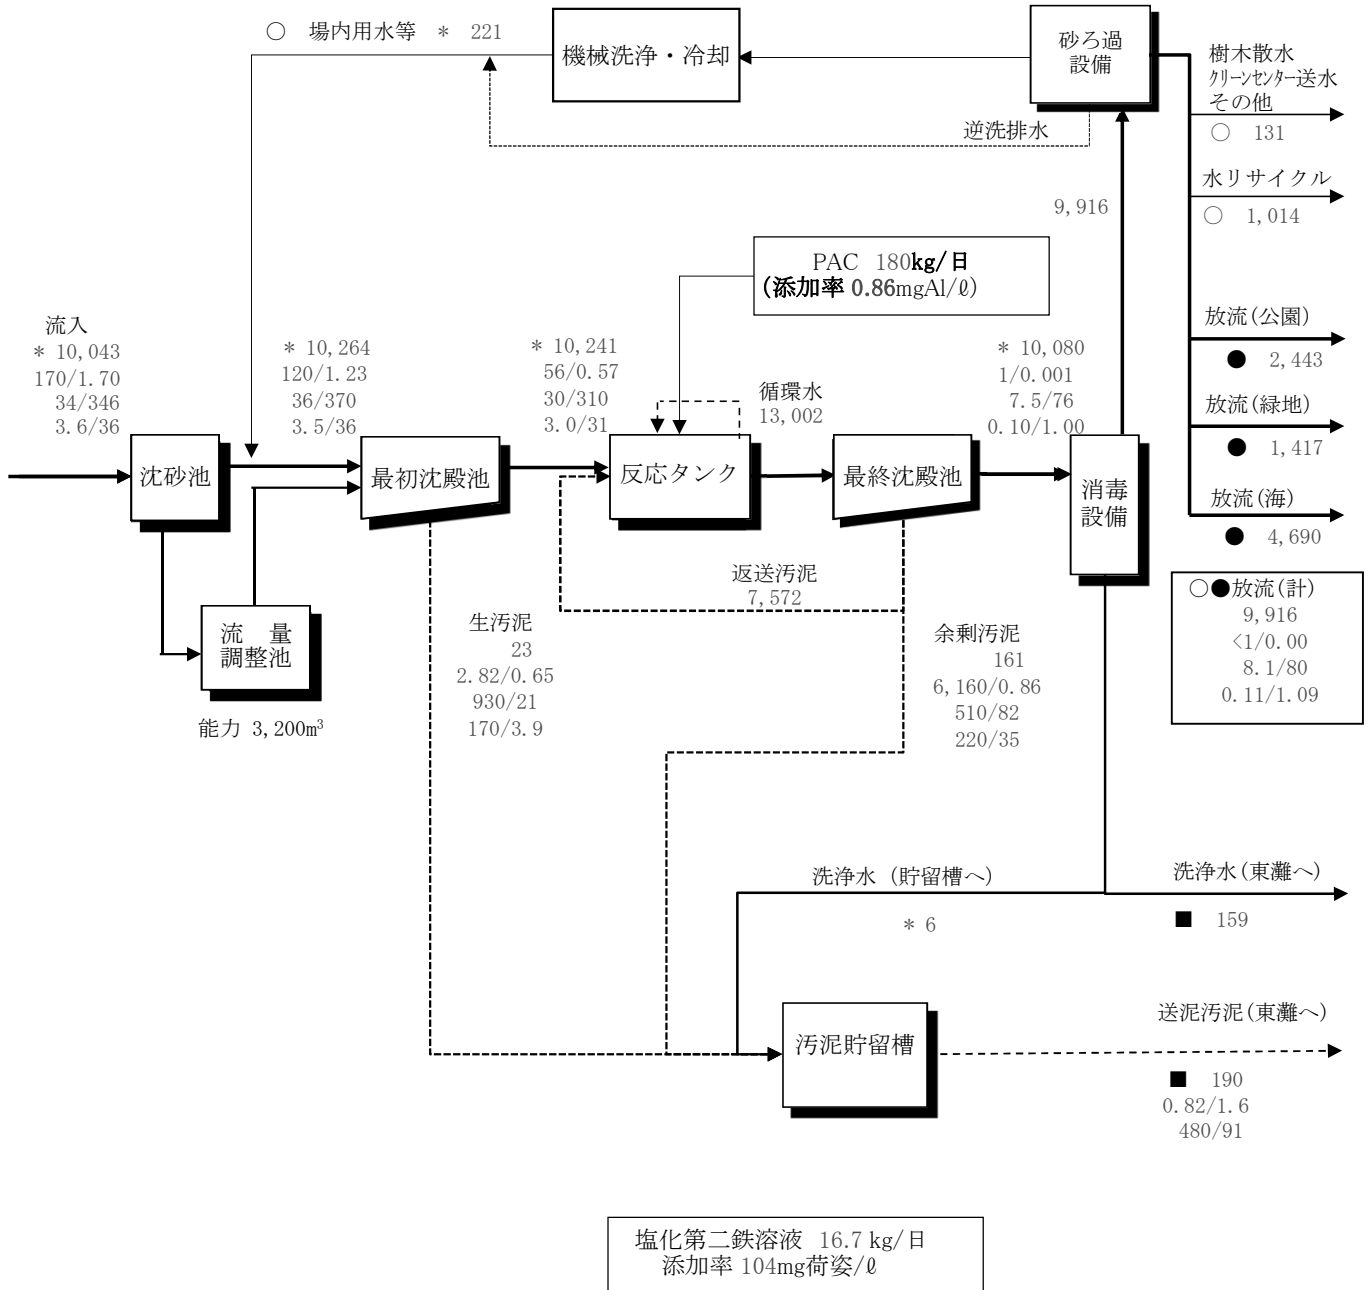 ○ 場内用水等 * 221
機械洗浄・冷却
砂ろ過
設備
樹木散水
クリーンセンター送水
その他
○ 131
逆洗排水
水リサイクル
○ 1,014
9,916
PAC 180kg/日
(添加率 0.86mgAl/ℓ)
流入
* 10,043
170/1.70
34/346
3.6/36
* 10,264
120/1.23
36/370
3.5/36
* 10,241
56/0.57
30/310
3.0/31
循環水
13,002
* 10,080
1/0.001
7.5/76
0.10/1.00
放流(公園)
● 2,443
放流(緑地)
● 1,417
放流(海)
● 4,690
沈砂池
最初沈殿池
反応タンク
最終沈殿池
消毒
設備
返送汚泥
7,572
○●放流(計)
9,916
<1/0.00
8.1/80
0.11/1.09
流 量
調整池
能力 3,200m³
生汚泥
23
2.82/0.65
930/21
170/3.9
余剰汚泥
161
6,160/0.86
510/82
220/35
洗浄水 (貯留槽へ)
* 6
洗浄水(東灘へ)
■ 159
汚泥貯留槽
送泥汚泥(東灘へ)
■ 190
0.82/1.6
480/91
塩化第二鉄溶液 16.7 kg/日
添加率 104mg荷姿/ℓ